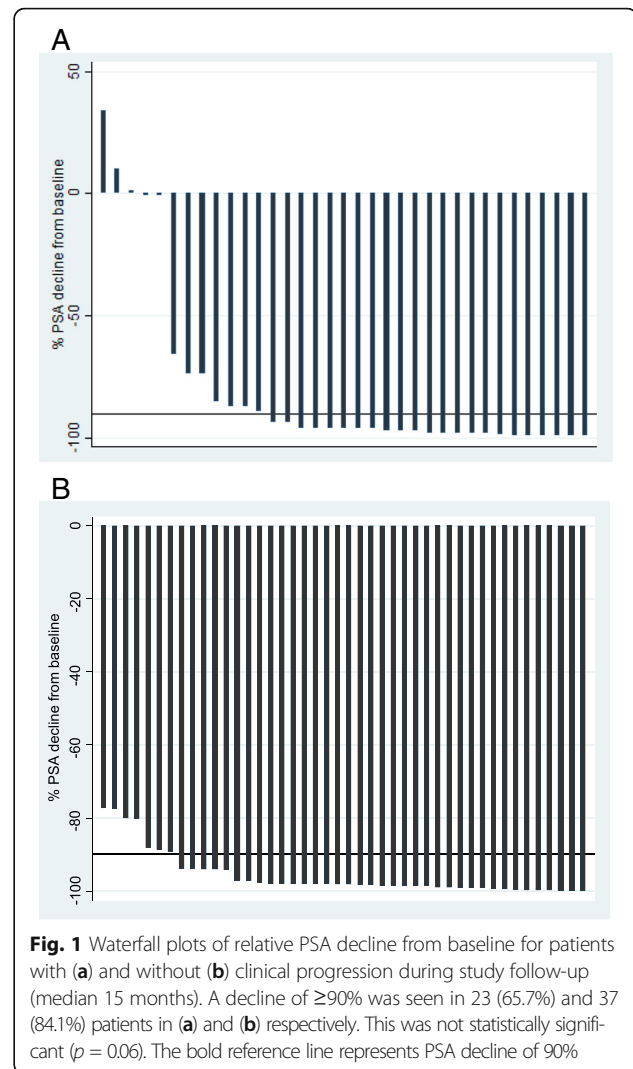 A
50
0
-50
-100
% PSA decline from baseline
B
0
-20
-40
-60
-80
-100
% PSA decline from baseline
Fig. 1 Waterfall plots of relative PSA decline from baseline for patients
with (a) and without (b) clinical progression during study follow-up
(median 15 months). A decline of ≥90% was seen in 23 (65.7%) and 37
(84.1%) patients in (a) and (b) respectively. This was not statistically signifi-
cant (p = 0.06). The bold reference line represents PSA decline of 90%